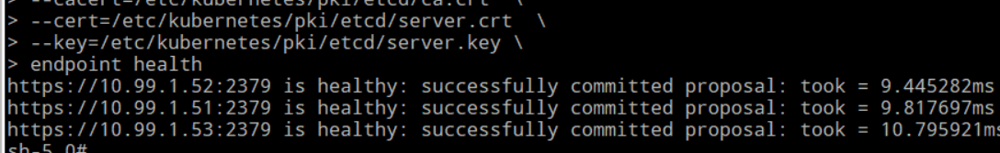 > --cacert=/etc/kubernetes/pki/etcd/ca.crt  \
> --cert=/etc/kubernetes/pki/etcd/server.crt  \
> --key=/etc/kubernetes/pki/etcd/server.key \
> endpoint health
https://10.99.1.52:2379 is healthy: successfully committed proposal: took = 9.445282ms
https://10.99.1.51:2379 is healthy: successfully committed proposal: took = 9.817697ms
https://10.99.1.53:2379 is healthy: successfully committed proposal: took = 10.795921ms
sh-5.0#